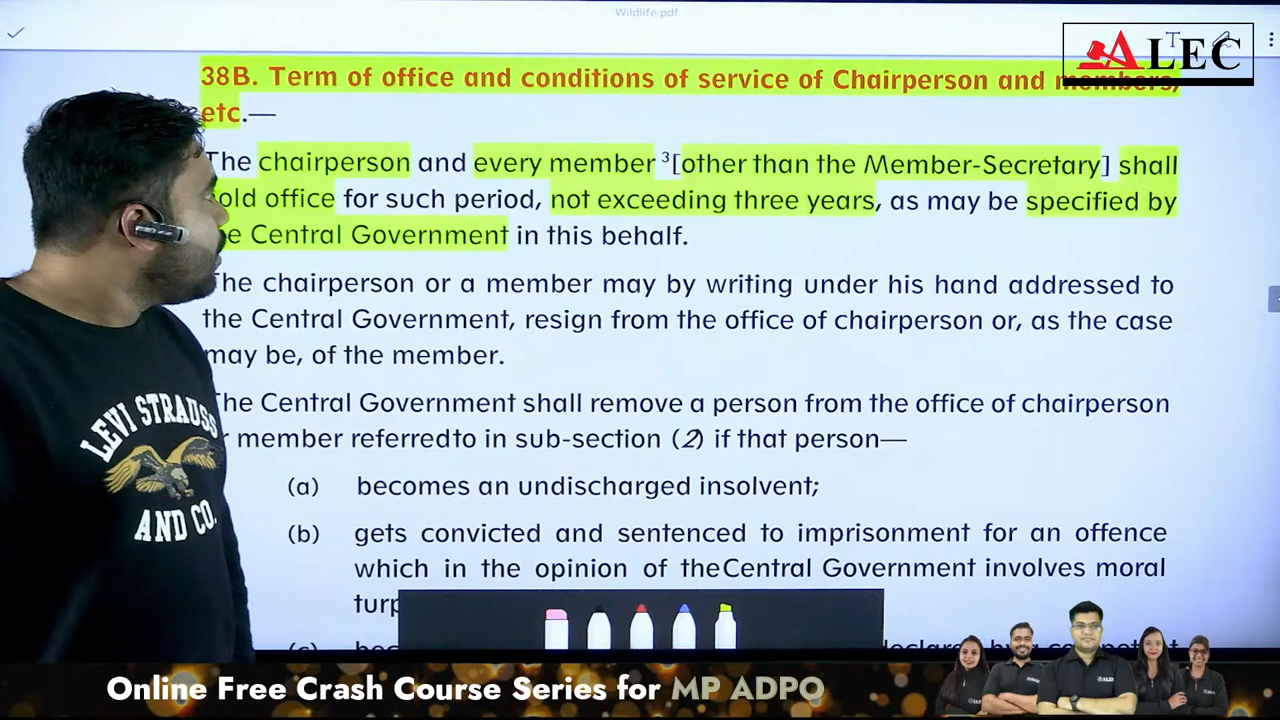 Wildlife.pdf
ALEC
38B. Term of office and conditions of service of Chairperson and members,
etc.—
The chairperson and every member ³[other than the Member-Secretary] shall
hold office for such period, not exceeding three years, as may be specified by
the Central Government in this behalf.
The chairperson or a member may by writing under his hand addressed to
the Central Government, resign from the office of chairperson or, as the case
may be, of the member.
The Central Government shall remove a person from the office of chairperson
member referredto in sub-section (2) if that person—
(a) becomes an undischarged insolvent;
(b) gets convicted and sentenced to imprisonment for an offence
which in the opinion of theCentral Government involves moral
LEVI STRAUSS
AND CO.
Online Free Crash Course Series for MP ADPO